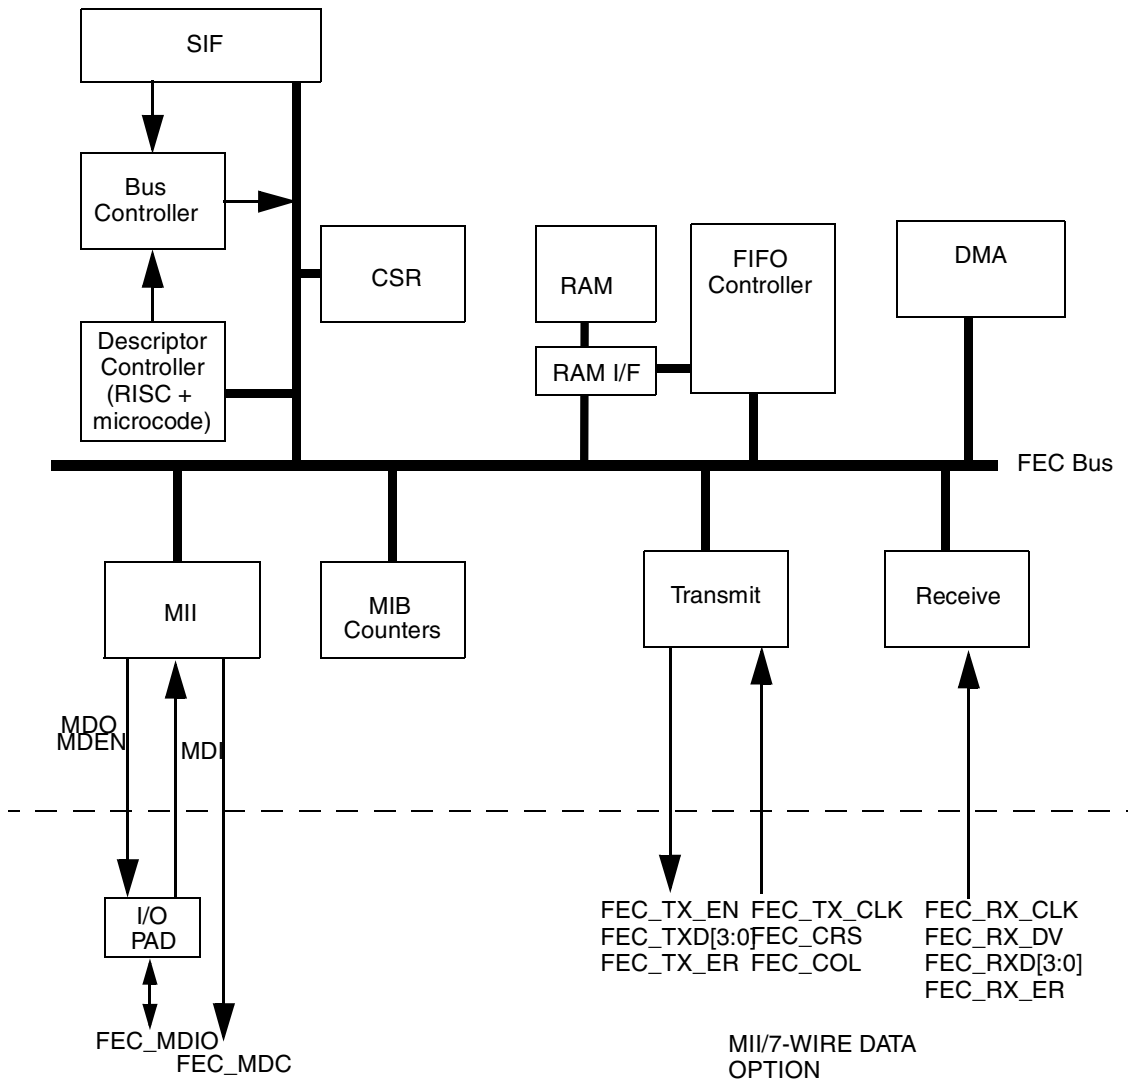 SIF
Bus
Controller
CSR
RAM
FIFO
Controller
DMA
Descriptor
Controller
(RISC +
microcode)
RAM I/F
FEC Bus
MII
MIB
Counters
Transmit
Receive
MDO
MDEN
MDI
I/O
PAD
FEC_MDIO
FEC_MDC
FEC_TX_EN
FEC_TXD[3:0]
FEC_TX_ER
FEC_TX_CLK
FEC_CRS
FEC_COL
FEC_RX_CLK
FEC_RX_DV
FEC_RXD[3:0]
FEC_RX_ER
MII/7-WIRE DATA
OPTION